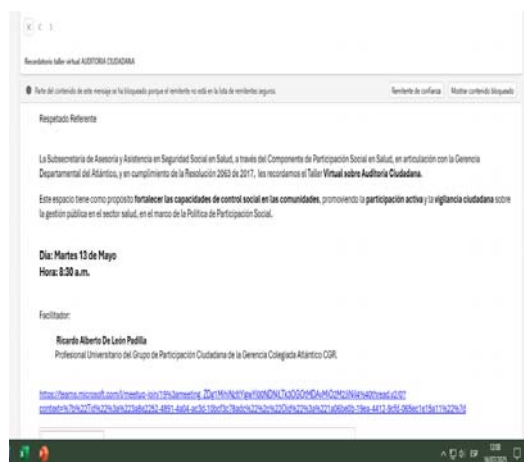 Recordatorio taller virtual AUDITORIA CIUDADANA
Parte del contenido de este mensaje se ha bloqueado porque el remitente no está en la lista de remitentes seguros.
Remitente de confianza
Mostrar contenido bloqueado
Respetado Referente
La Subsecretaria de Asesoría y Asistencia en Seguridad Social en Salud, a través del Componente de Participación Social en Salud, en articulación con la Gerencia
Departamental del Atlántico, y en cumplimiento de la Resolución 2063 de 2017, les recordamos el Taller Virtual sobre Auditoría Ciudadana.
Este espacio tiene como propósito fortalecer las capacidades de control social en las comunidades, promoviendo la participación activa y la vigilancia ciudadana sobre
la gestión pública en el sector salud, en el marco de la Política de Participación Social.
Día: Martes 13 de Mayo
Hora: 8:30 a.m.
Facilitador:
Ricardo Alberto De León Padilla
Profesional Universitario del Grupo de Participación Ciudadana de la Gerencia Colegiada Atlántico CGR.
ESP
12:08